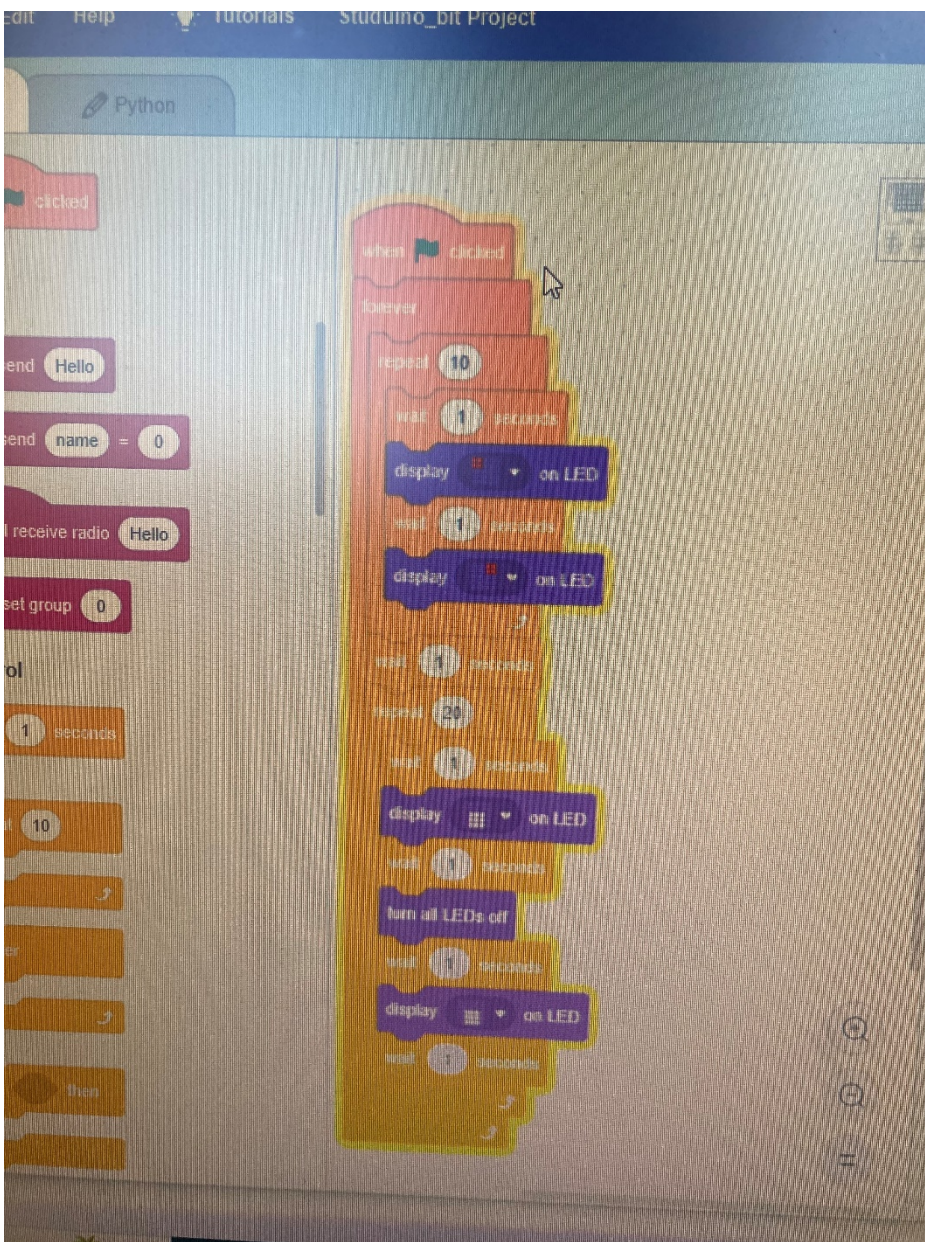 Edit Help Tutorials Studuino_bit Project
Python
clicked
send Hello
send name = 0
I receive radio Hello
set group 0
1 seconds
10
then
when clicked
forever
repeat 10
wait 1 seconds
display on LED
wait 1 seconds
display on LED
wait 1 seconds
repeat 20
wait 1 seconds
display on LED
wait 1 seconds
turn all LEDs off
wait 1 seconds
display on LED
wait 1 seconds